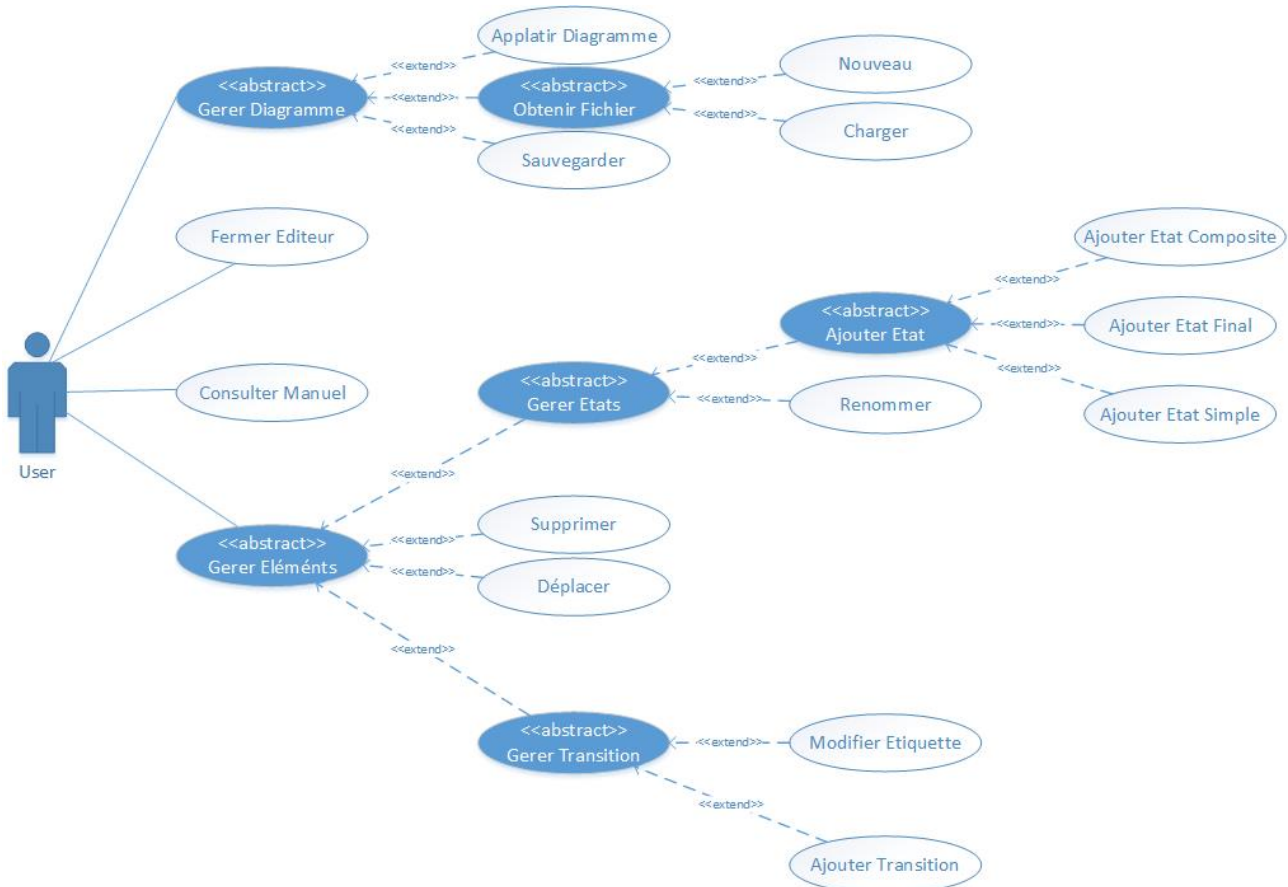 Applatir Diagramme
<<extend>>
<<abstract>>
Gerer Diagramme
<<extend>>
<<abstract>>
Obtenir Fichier
<<extend>>
Nouveau
<<extend>>
Charger
<<extend>>
Sauvegarder
Fermer Editeur
Consulter Manuel
User
Ajouter Etat Composite
<<extend>>
<<abstract>>
Ajouter Etat
<<extend>>
Ajouter Etat Final
<<extend>>
Ajouter Etat Simple
<<extend>>
<<abstract>>
Gerer Etats
<<extend>>
Renommer
<<extend>>
<<abstract>>
Gerer Eléménts
<<extend>>
Supprimer
<<extend>>
Déplacer
<<extend>>
<<abstract>>
Gerer Transition
<<extend>>
Modifier Etiquette
<<extend>>
Ajouter Transition